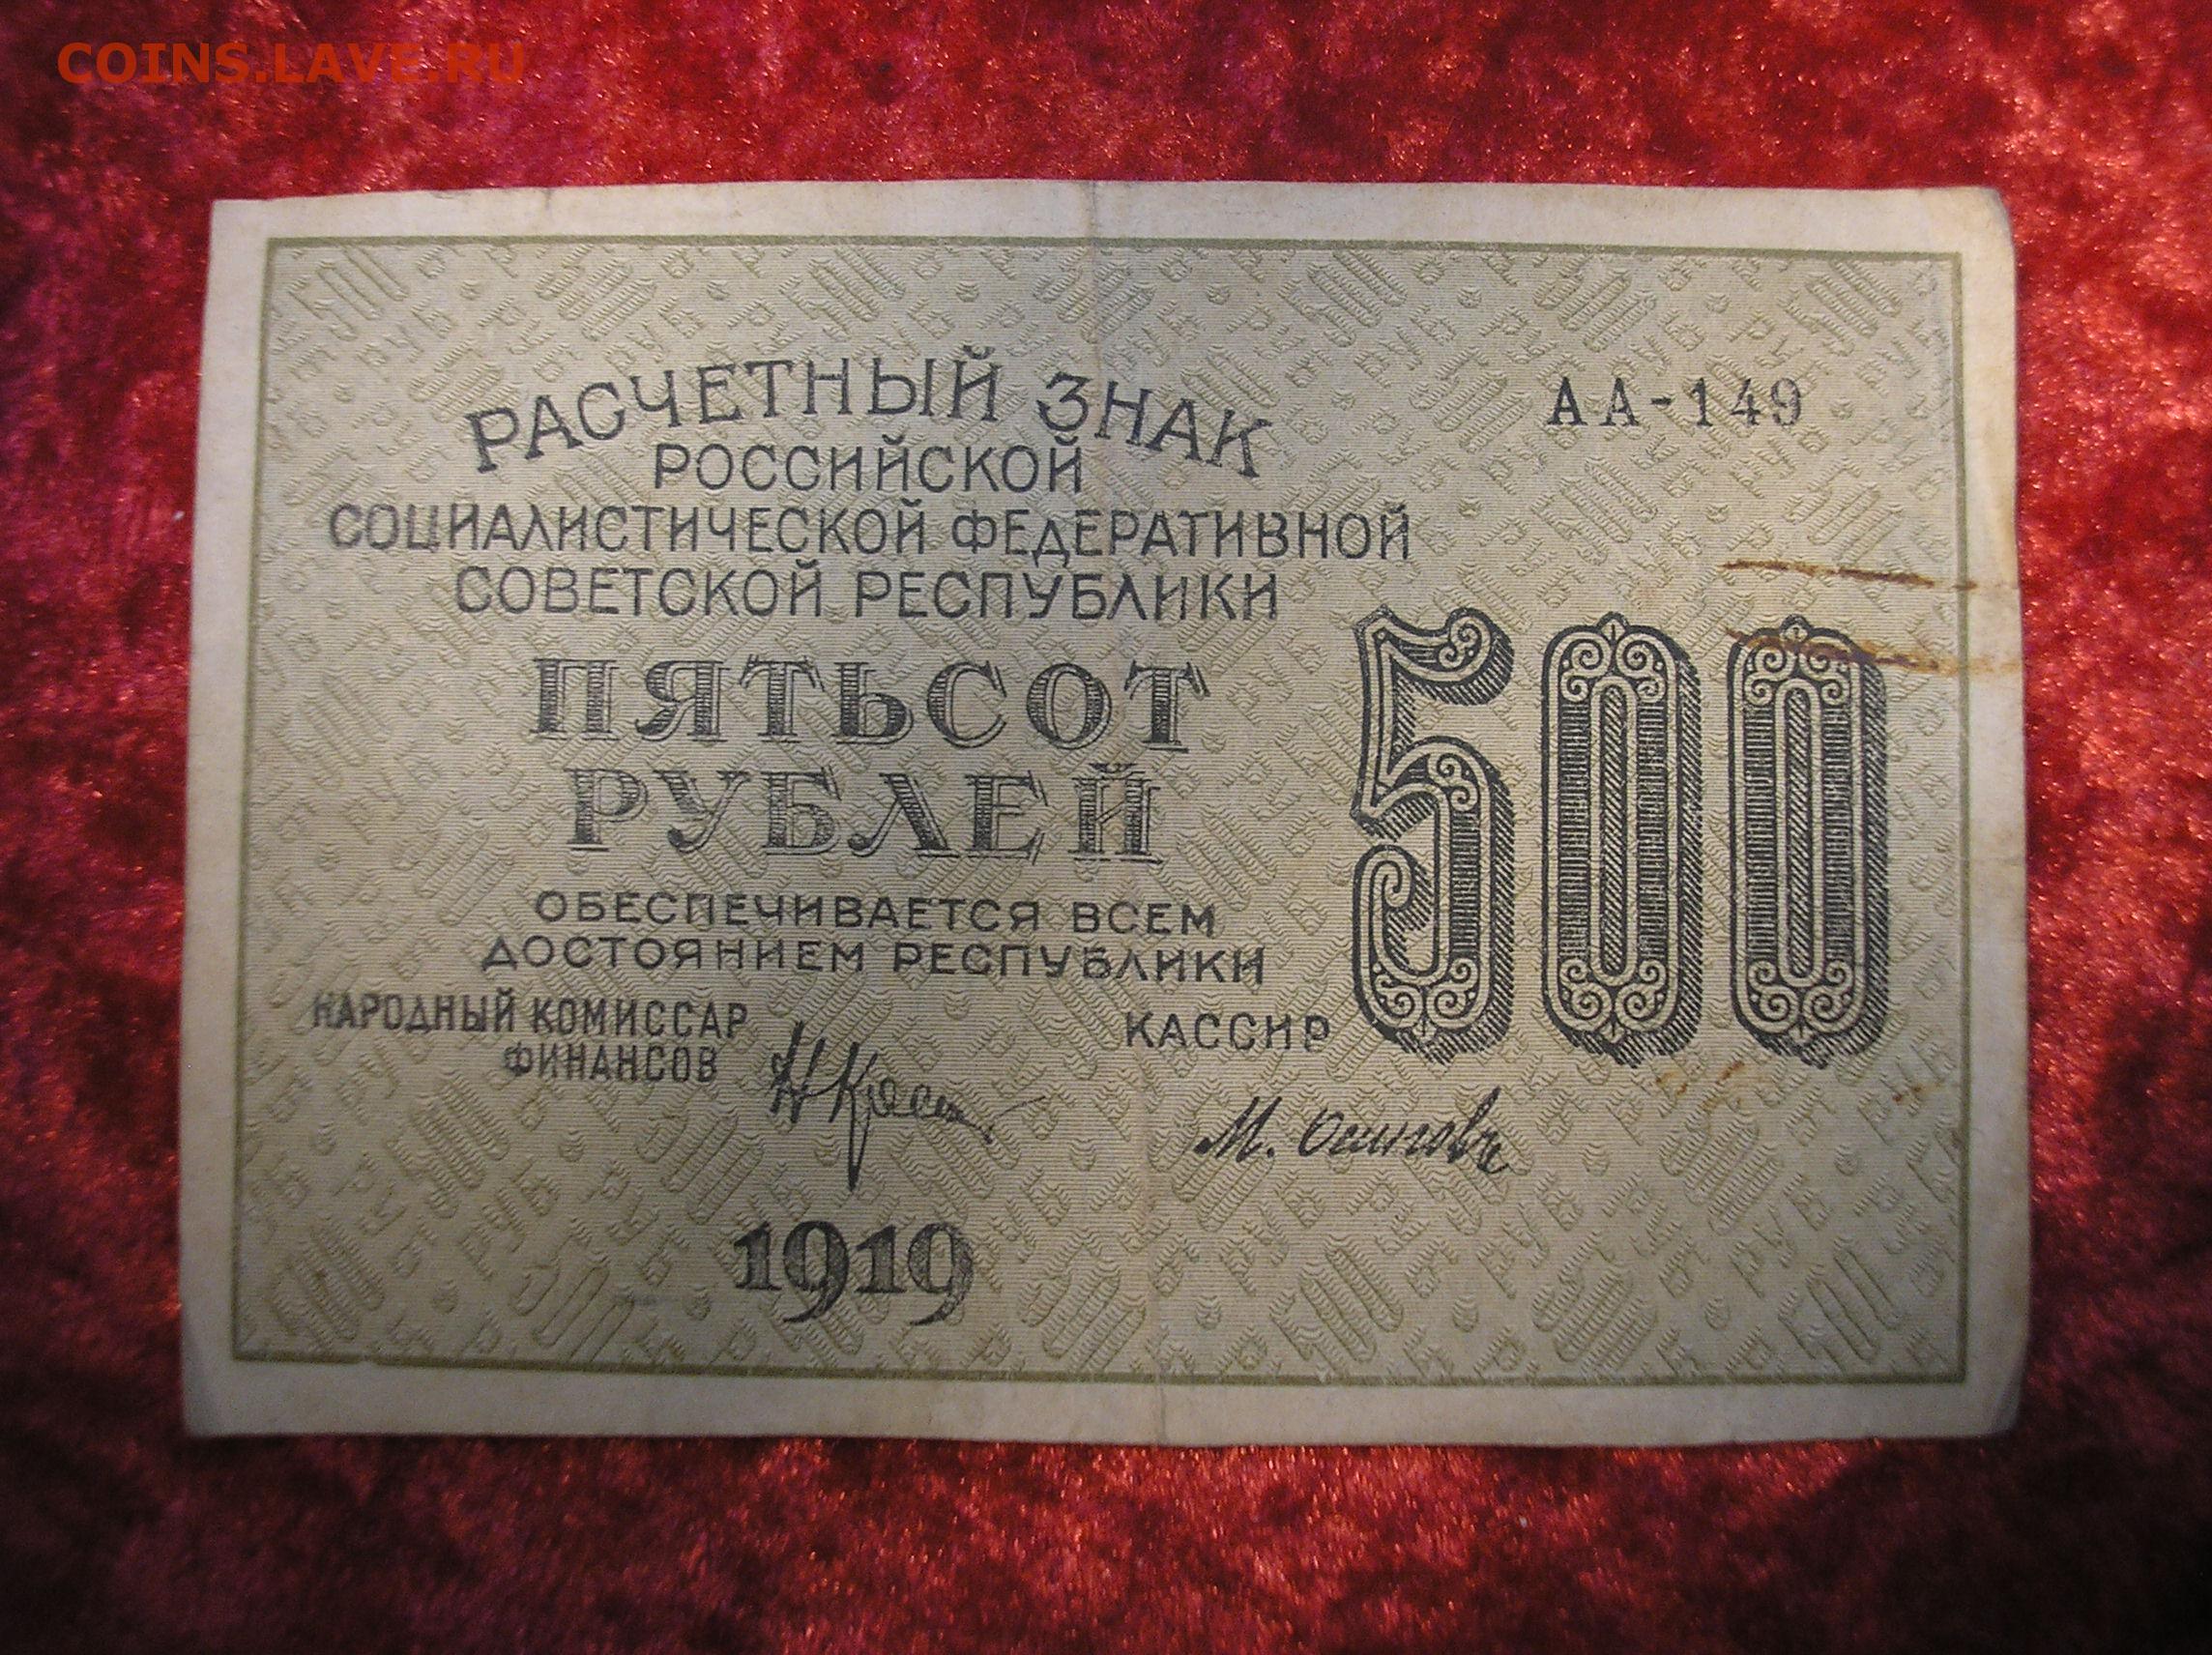 COINS.LAVE.RU
РАСЧЕТНЫЙ ЗНАК
АА-149
РОССИЙСКОЙ
СОЦИАЛИСТИЧЕСКОЙ ФЕДЕРАТИВНОЙ
СОВЕТСКОЙ РЕСПУБЛИКИ
ПЯТЬСОТ
РУБЛЕЙ
500
ОБЕСПЕЧИВАЕТСЯ ВСЕМ
ДОСТОЯНИЕМ РЕСПУБЛИКИ
НАРОДНЫЙ КОМИССАР
ФИНАНСОВ
КАССИР
М. Осиповъ
1919